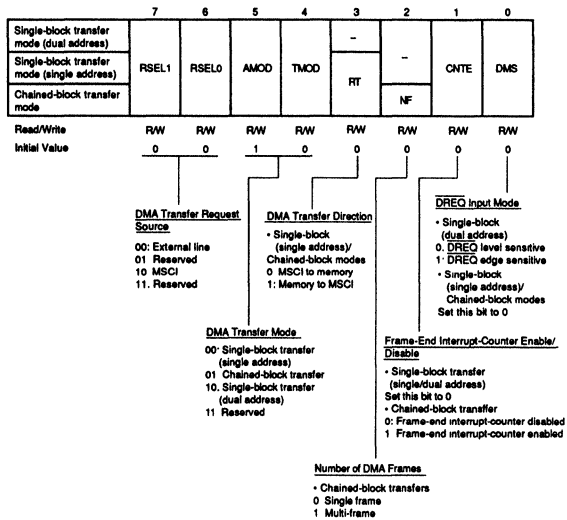 7 6 5 4 3 2 1 0
Single-block transfer
mode (dual address)
Single-block transfer
mode (single address)
Chained-block transfer
mode
RSEL1 RSEL0 AMOD TMOD – RT – NF CNTE DMS
Read/Write R/W R/W R/W R/W R/W R/W R/W R/W
Initial Value 0 0 1 0 0 0 0 0
DMA Transfer Request
Source
00: External line
01 Reserved
10 MSCI
11. Reserved
DMA Transfer Mode
00· Single-block transfer
(single address)
01 Chained-block transfer
10. Single-block transfer
(dual address)
11 Reserved
DMA Transfer Direction
• Single-block
(single address)/
Chained-block modes
0 MSCI to memory
1: Memory to MSCI
Number of DMA Frames
• Chained-block transfers
0 Single frame
1 Multi-frame
Frame-End Interrupt-Counter Enable/
Disable
• Single-block transfer
(single/dual address)
Set this bit to 0
• Chained-block transffer
0: Frame-end interrupt-counter disabled
1 Frame-end interrupt-counter enabled
DREQ Input Mode
• Single-block
(dual address)
0. DREQ level sensitive
1· DREQ edge sensitive
• Single-block
(single address)/
Chained-block modes
Set this bit to 0